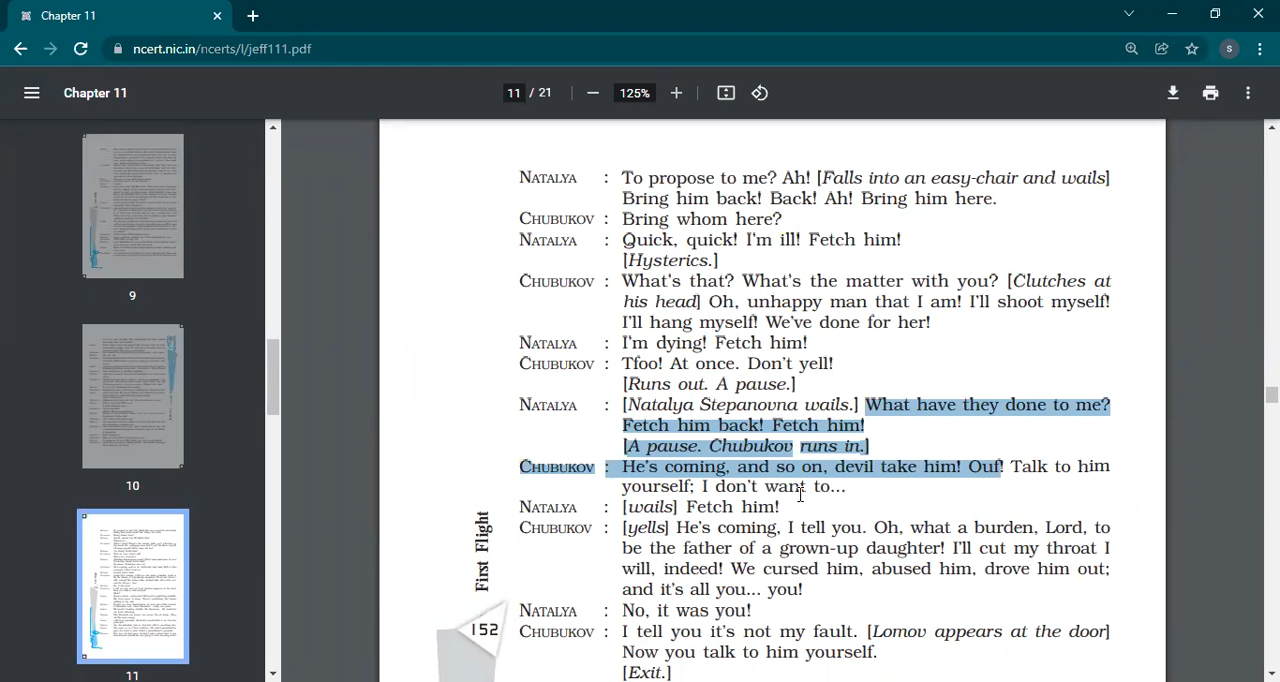 Chapter 11
ncert.nic.in/ncerts/l/jeff111.pdf
S
Chapter 11
11 / 21
125%
9
10
11
NATALYA : To propose to me? Ah! [Falls into an easy-chair and wails]
Bring him back! Back! Ah! Bring him here.
CHUBUKOV : Bring whom here?
NATALYA : Quick, quick! I'm ill! Fetch him!
[Hysterics.]
CHUBUKOV : What's that? What's the matter with you? [Clutches at
his head] Oh, unhappy man that I am! I'll shoot myself!
I'll hang myself! We've done for her!
NATALYA : I'm dying! Fetch him!
CHUBUKOV : Tfoo! At once. Don't yell!
[Runs out. A pause.]
NATALYA : [Natalya Stepanovna wails.] What have they done to me?
Fetch him back! Fetch him!
[A pause. Chubukov runs in.]
CHUBUKOV : He's coming, and so on, devil take him! Ouf! Talk to him
yourself; I don't want to...
NATALYA : [wails] Fetch him!
CHUBUKOV : [yells] He's coming, I tell you. Oh, what a burden, Lord, to
be the father of a grown-up daughter! I'll cut my throat I
will, indeed! We cursed him, abused him, drove him out;
and it's all you... you!
NATALYA : No, it was you!
CHUBUKOV : I tell you it's not my fault. [Lomov appears at the door]
Now you talk to him yourself.
[Exit.]
First Flight
152